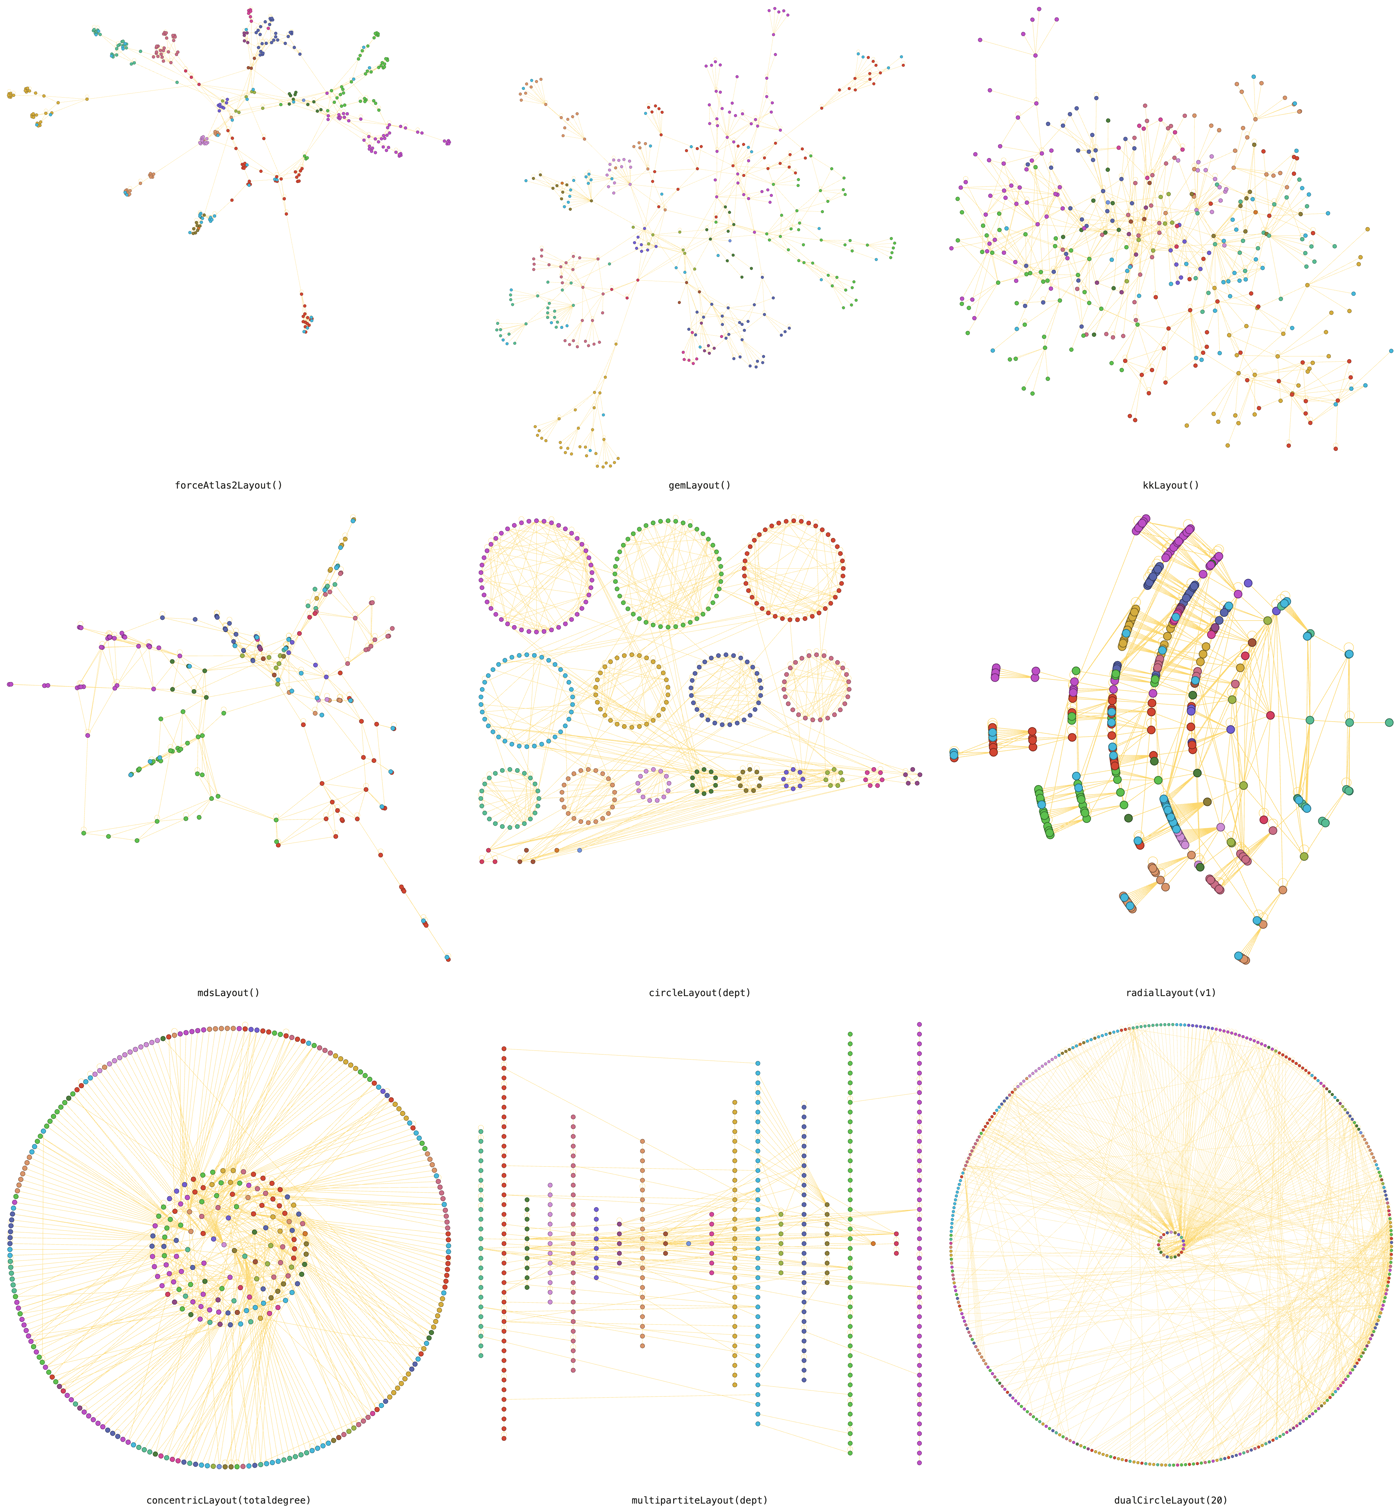 forceAtlas2Layout()
gemLayout()
kkLayout()
mdsLayout()
circleLayout(dept)
radialLayout(v1)
concentricLayout(totaldegree)
multipartiteLayout(dept)
dualCircleLayout(20)